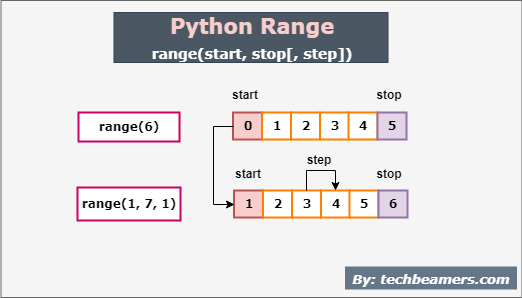 Python Range
range(start, stop[, step])
start stop
range(6) 0 1 2 3 4 5
start step stop
range(1, 7, 1) 1 2 3 4 5 6
By: techbeamers.com